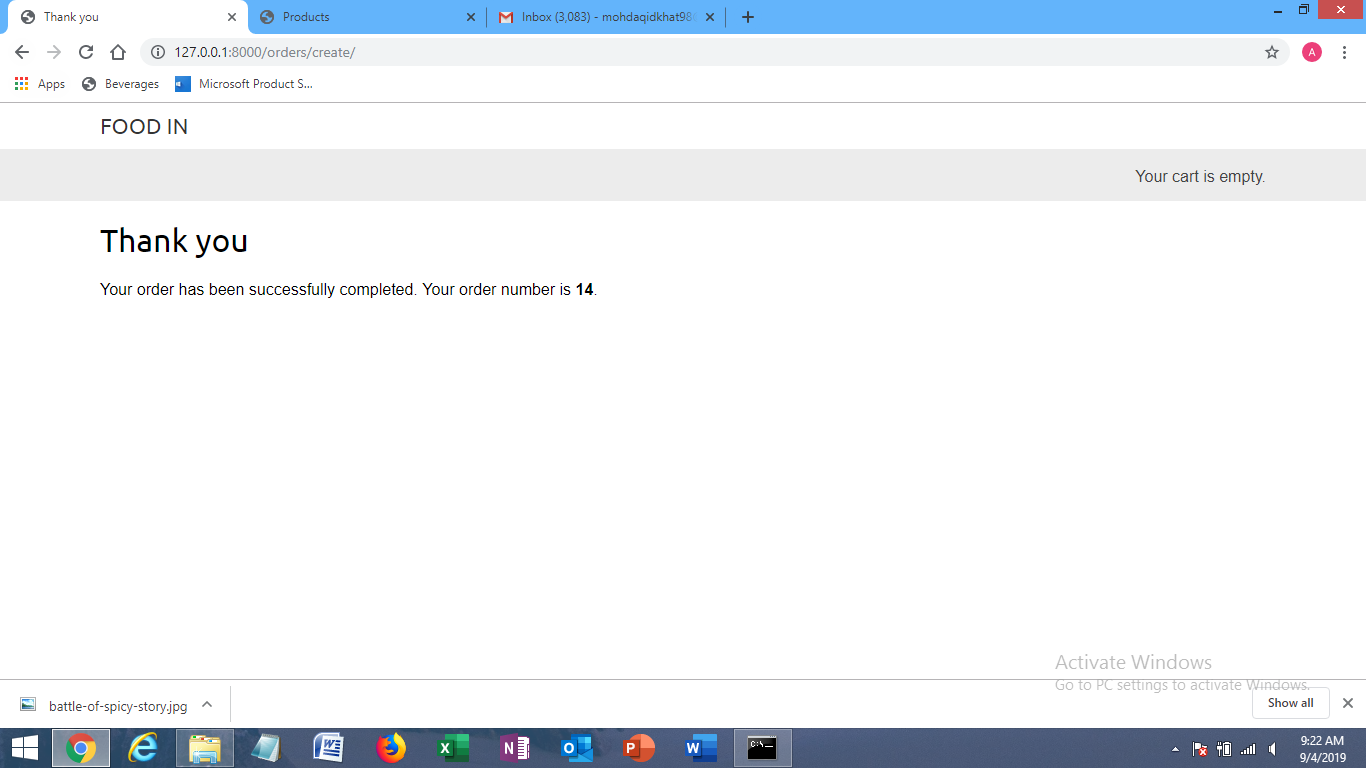 Thank you
Products
Inbox (3,083) - mohdaqidkhat98
127.0.0.1:8000/orders/create/
A
Apps
Beverages
Microsoft Product S...
FOOD IN
Your cart is empty.
Thank you
Your order has been successfully completed. Your order number is 14.
Activate Windows
Go to PC settings to activate Windows.
battle-of-spicy-story.jpg
Show all
9:22 AM
9/4/2019